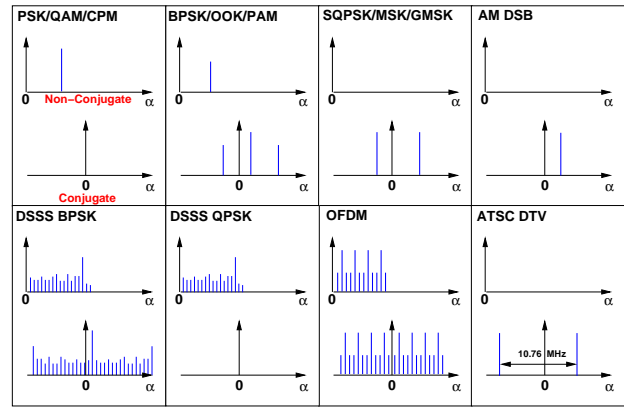 PSK/QAM/CPM
0
Non-Conjugate
α
0
Conjugate
α
BPSK/OOK/PAM
0
α
0
α
SQPSK/MSK/GMSK
0
α
0
α
AM DSB
0
α
0
α
DSSS BPSK
0
α
0
α
DSSS QPSK
0
α
0
α
OFDM
0
α
0
α
ATSC DTV
0
α
10.76 MHz
0
α